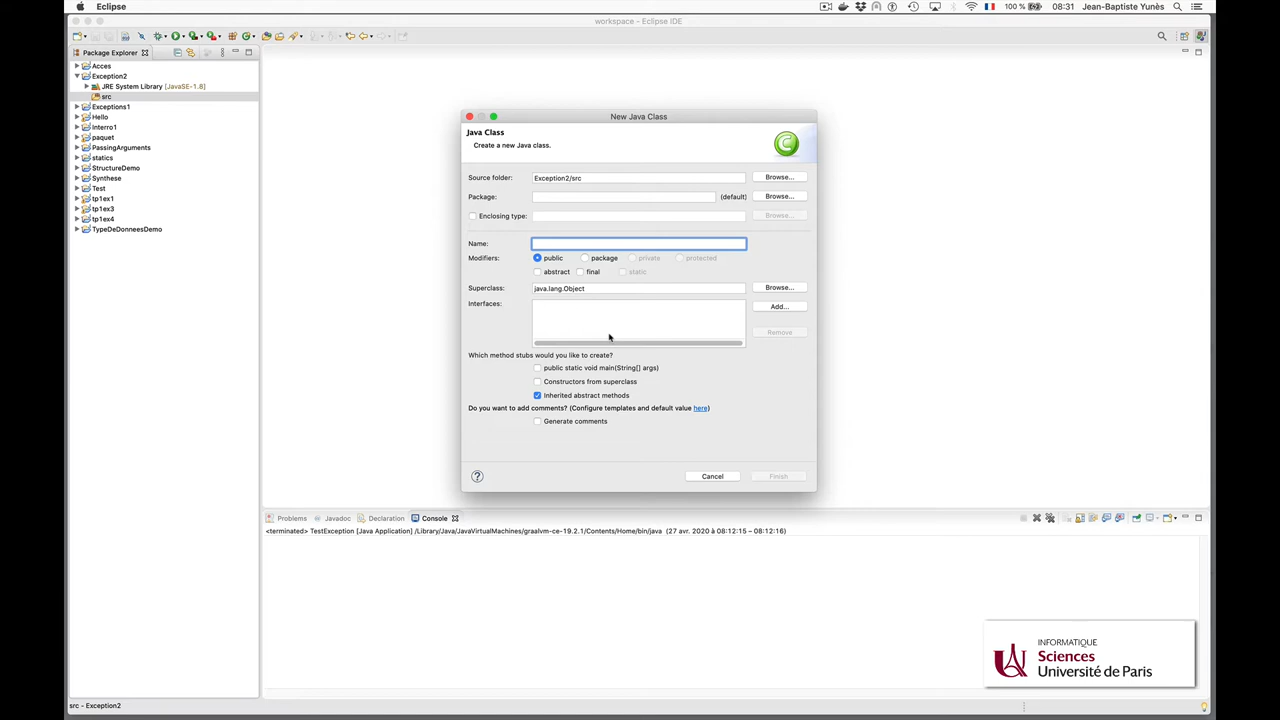 Eclipse
100 %
08:31
Jean-Baptiste Yunès
workspace - Eclipse IDE
Package Explorer
Acces
Exception2
JRE System Library [JavaSE-1.8]
src
Exceptions1
Hello
Interro1
paquet
PassingArguments
statics
StructureDemo
Synthese
Test
tp1ex1
tp1ex3
tp1ex4
TypeDeDonneesDemo
New Java Class
Java Class
Create a new Java class.
Source folder: Exception2/src Browse...
Package: (default) Browse...
Enclosing type: Browse...
Name:
Modifiers: public package private protected
abstract final static
Superclass: java.lang.Object Browse...
Interfaces: Add...
Remove
Which method stubs would you like to create?
public static void main(String[] args)
Constructors from superclass
Inherited abstract methods
Do you want to add comments? (Configure templates and default value here)
Generate comments
? Cancel Finish
Problems Javadoc Declaration Console
<terminated> TestException [Java Application] /Library/Java/JavaVirtualMachines/graalvm-ce-19.2.1/Contents/Home/bin/java (27 avr. 2020 à 08:12:15 – 08:12:16)
INFORMATIQUE
Sciences
Université de Paris
src - Exception2